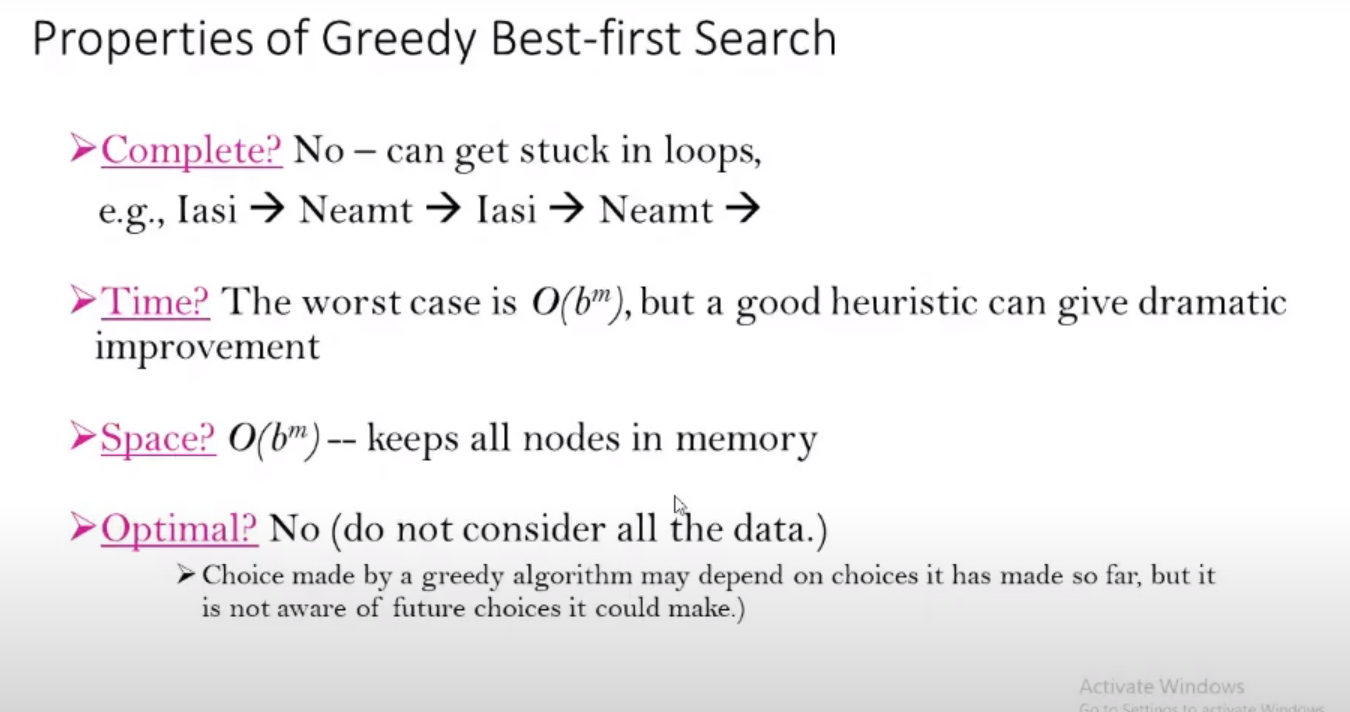 Properties of Greedy Best-first Search
➢Complete? No – can get stuck in loops,
e.g., Iasi → Neamt → Iasi → Neamt →
➢Time? The worst case is O(bᵐ), but a good heuristic can give dramatic
improvement
➢Space? O(bᵐ) -- keeps all nodes in memory
➢Optimal? No (do not consider all the data.)
➢Choice made by a greedy algorithm may depend on choices it has made so far, but it
is not aware of future choices it could make.)
Activate Windows
Go to Settings to activate Windows.